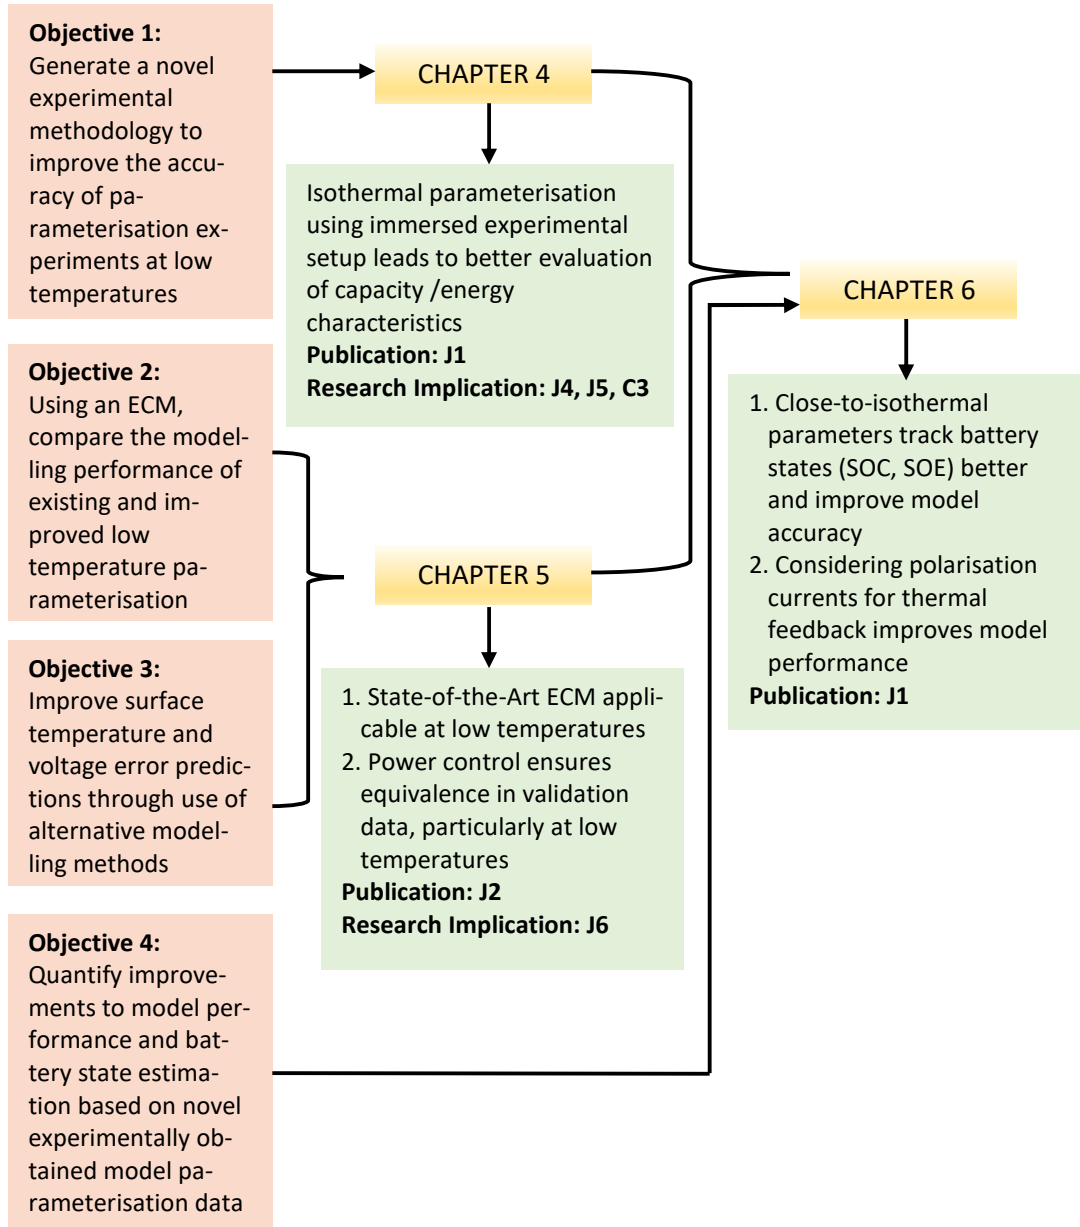 Objective 1:
Generate a novel
experimental
methodology to
improve the accu-
racy of pa-
rameterisation ex-
periments at low
temperatures
CHAPTER 4
Isothermal parameterisation
using immersed experimental
setup leads to better evaluation
of capacity /energy
characteristics
Publication: J1
Research Implication: J4, J5, C3
Objective 2:
Using an ECM,
compare the model-
ling performance of
existing and im-
proved low
temperature pa-
rameterisation
Objective 3:
Improve surface
temperature and
voltage error predic-
tions through use of
alternative model-
ling methods
CHAPTER 5
1. State-of-the-Art ECM appli-
cable at low temperatures
2. Power control ensures
equivalence in validation
data, particularly at low
temperatures
Publication: J2
Research Implication: J6
Objective 4:
Quantify improve-
ments to model per-
formance and bat-
tery state estima-
tion based on novel
experimentally ob-
tained model pa-
rameterisation data
CHAPTER 6
1. Close-to-isothermal
parameters track battery
states (SOC, SOE) better
and improve model
accuracy
2. Considering polarisation
currents for thermal
feedback improves model
performance
Publication: J1